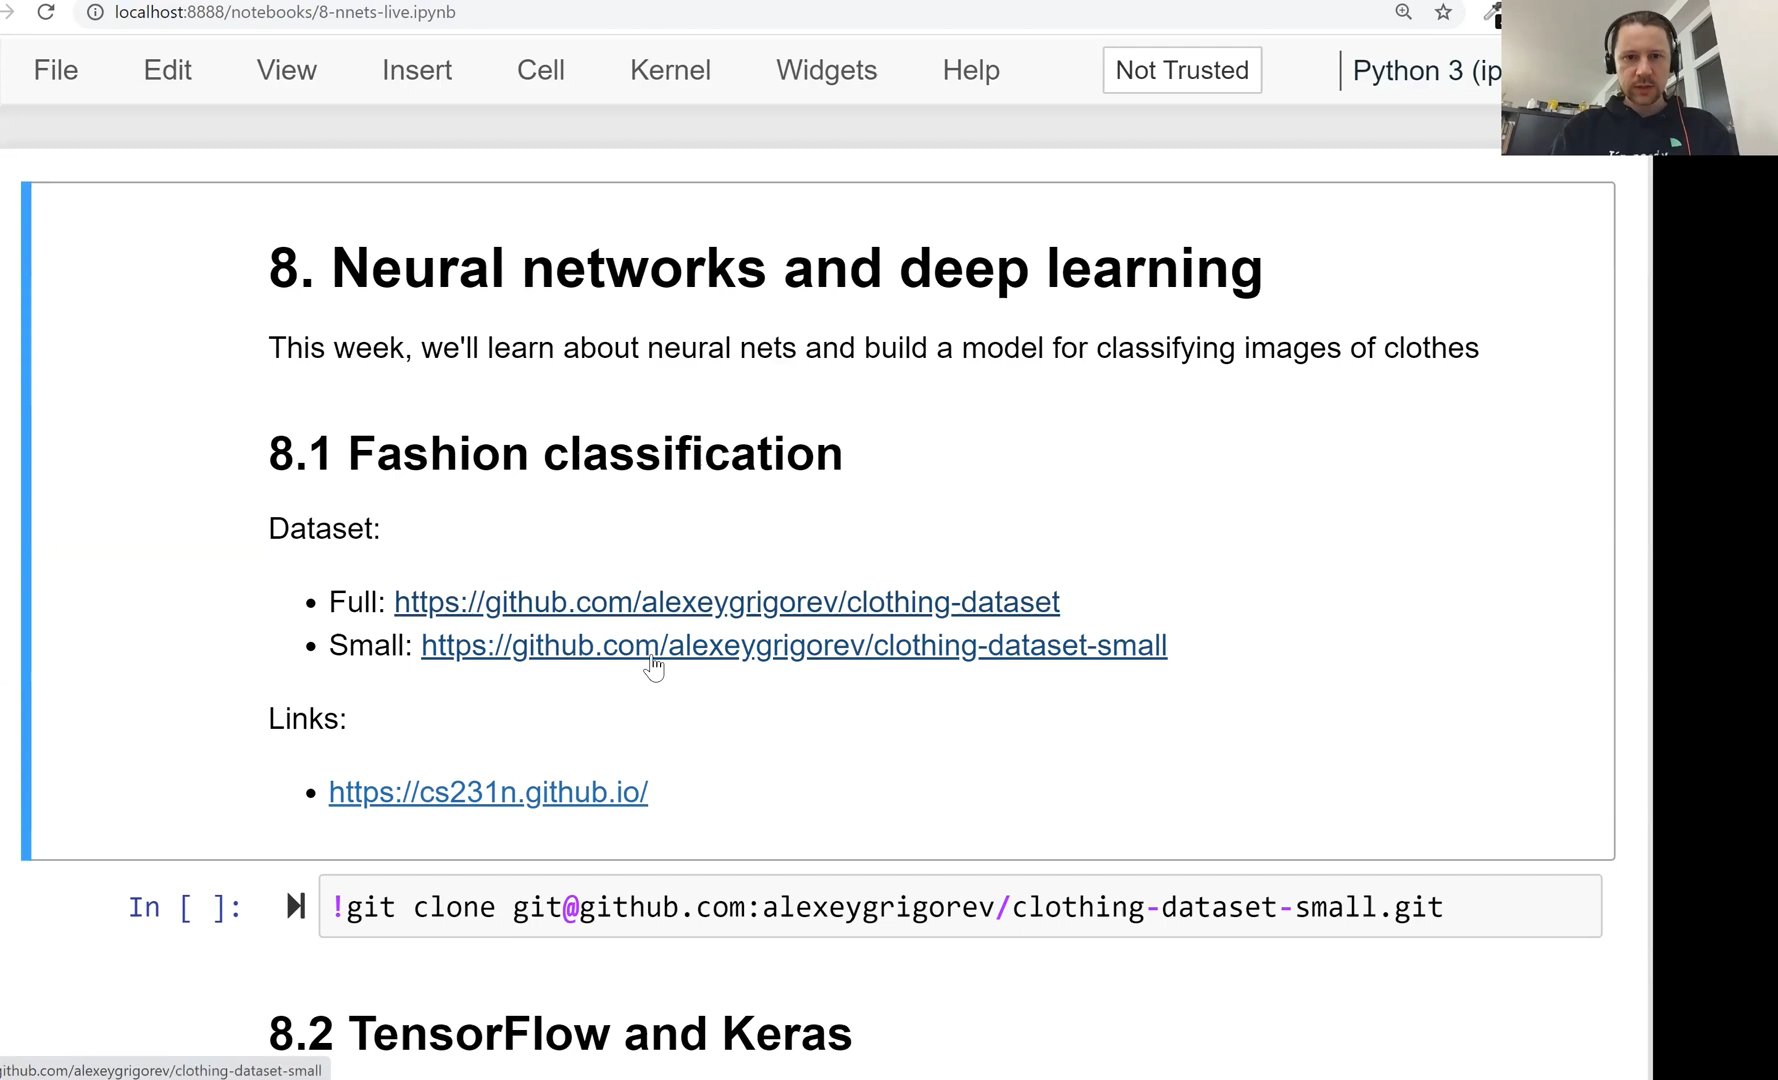 localhost:8888/notebooks/8-nnets-live.ipynb
File Edit View Insert Cell Kernel Widgets Help Not Trusted Python 3 (ip
8. Neural networks and deep learning
This week, we'll learn about neural nets and build a model for classifying images of clothes
8.1 Fashion classification
Dataset:
• Full: https://github.com/alexeygrigorev/clothing-dataset
• Small: https://github.com/alexeygrigorev/clothing-dataset-small
Links:
• https://cs231n.github.io/
In [ ]: !git clone git@github.com:alexeygrigorev/clothing-dataset-small.git
8.2 TensorFlow and Keras
github.com/alexeygrigorev/clothing-dataset-small